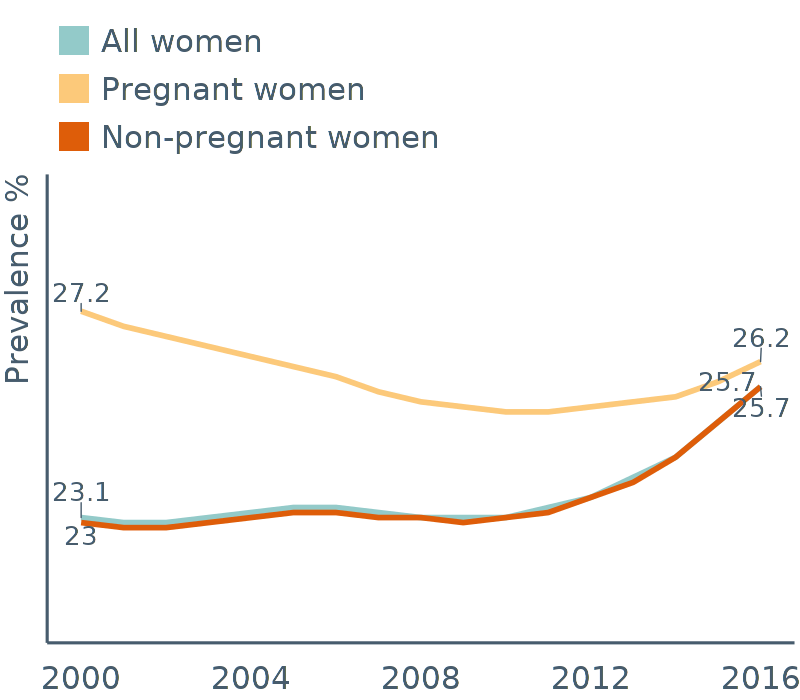 All women
Pregnant women
Non-pregnant women
Prevalence %
27.2
26.2
25.7
25.7
23.1
23
2000 2004 2008 2012 2016